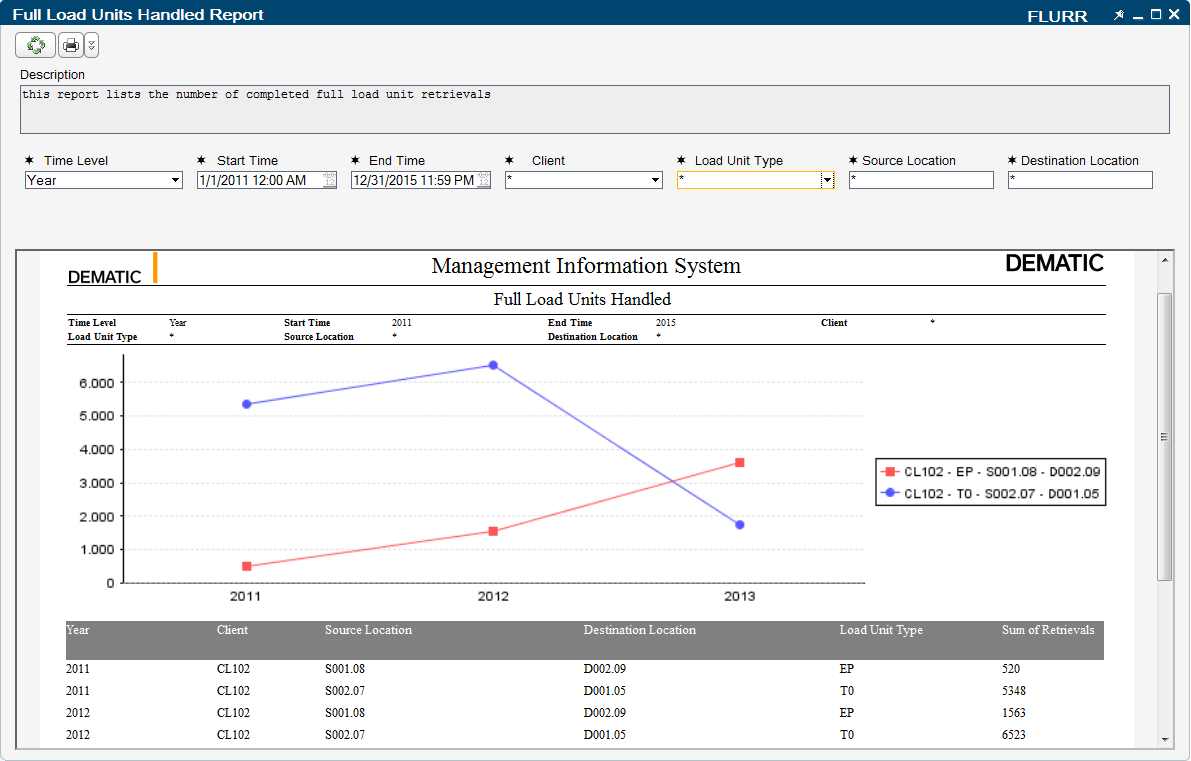 Full Load Units Handled Report FLURR
Description
this report lists the number of completed full load unit retrievals
✶ Time Level ✶ Start Time ✶ End Time ✶ Client ✶ Load Unit Type ✶ Source Location ✶ Destination Location
Year 1/1/2011 12:00 AM 12/31/2015 11:59 PM * * * *
DEMATIC Management Information System DEMATIC
Full Load Units Handled
Time Level Year Start Time 2011 End Time 2015 Client *
Load Unit Type * Source Location * Destination Location *
6.000
5.000
4.000
3.000
2.000
1.000
0
2011 2012 2013
CL102 - EP - S001.08 - D002.09
CL102 - T0 - S002.07 - D001.05
Year Client Source Location Destination Location Load Unit Type Sum of Retrievals
2011 CL102 S001.08 D002.09 EP 520
2011 CL102 S002.07 D001.05 T0 5348
2012 CL102 S001.08 D002.09 EP 1563
2012 CL102 S002.07 D001.05 T0 6523